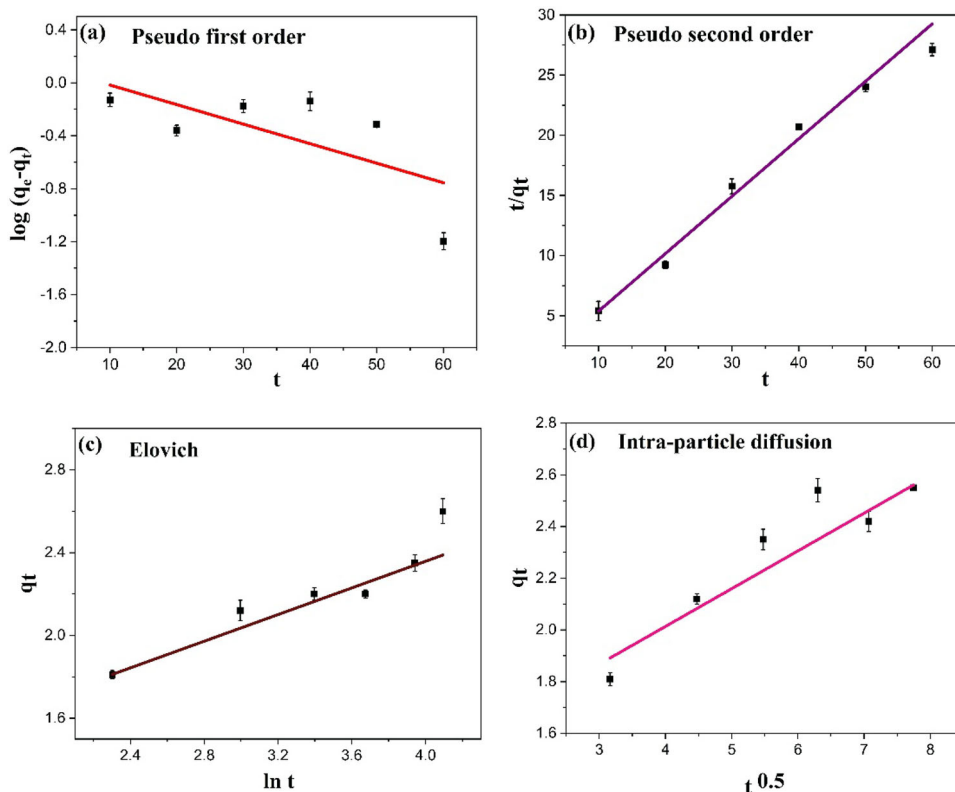 (a) Pseudo first order
0.4
0.0
-0.4
-0.8
-1.2
-1.6
-2.0
log (qe-qt)
10 20 30 40 50 60
t
(b) Pseudo second order
30
25
20
15
10
5
t/qt
10 20 30 40 50 60
t
(c) Elovich
2.8
2.4
2.0
1.6
qt
2.4 3.0 3.6 4.0
ln t
(d) Intra-particle diffusion
2.8
2.6
2.4
2.2
2.0
1.8
1.6
qt
3 4 5 6 7 8
t 0.5